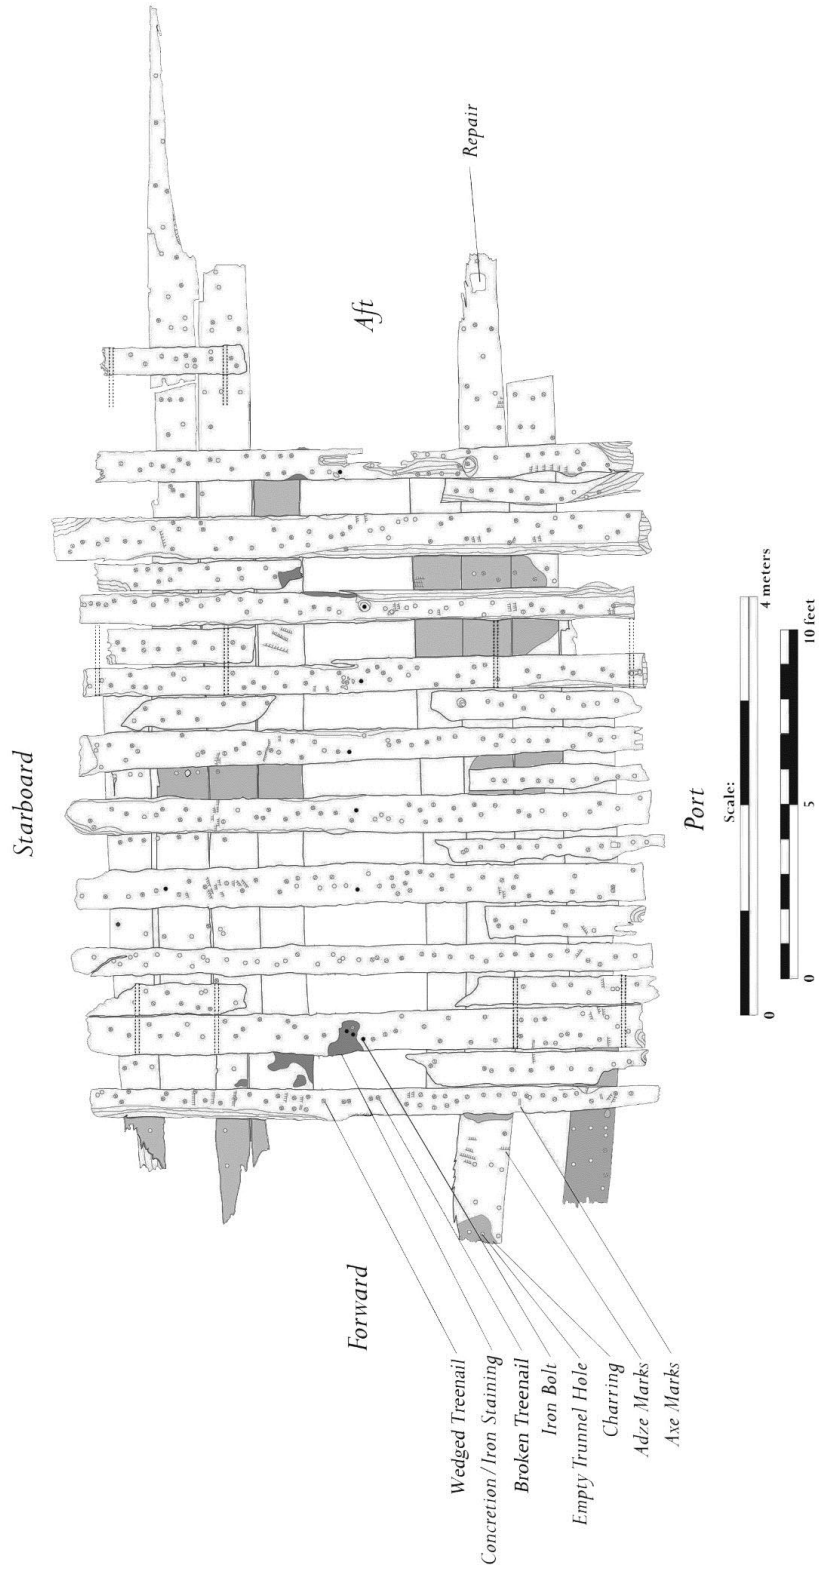 Starboard
Forward
Aft
Repair
Wedged Treenail
Concretion/Iron Staining
Broken Treenail
Iron Bolt
Empty Trunnel Hole
Charring
Adze Marks
Axe Marks
Port
Scale:
0
4 meters
0
5
10 feet